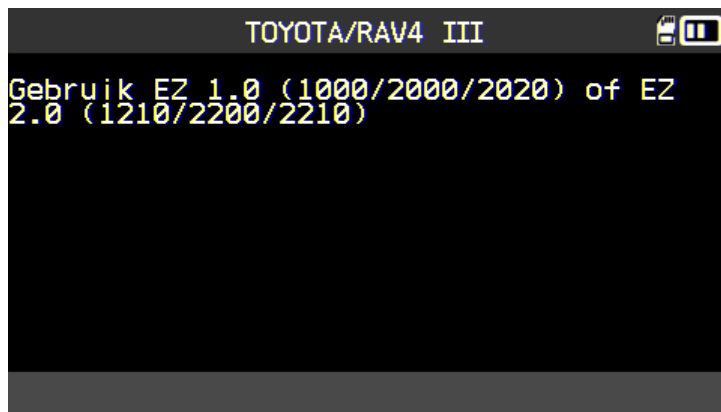 TOYOTA/RAV4 III
Gebruik EZ 1.0 (1000/2000/2020) of EZ
2.0 (1210/2200/2210)